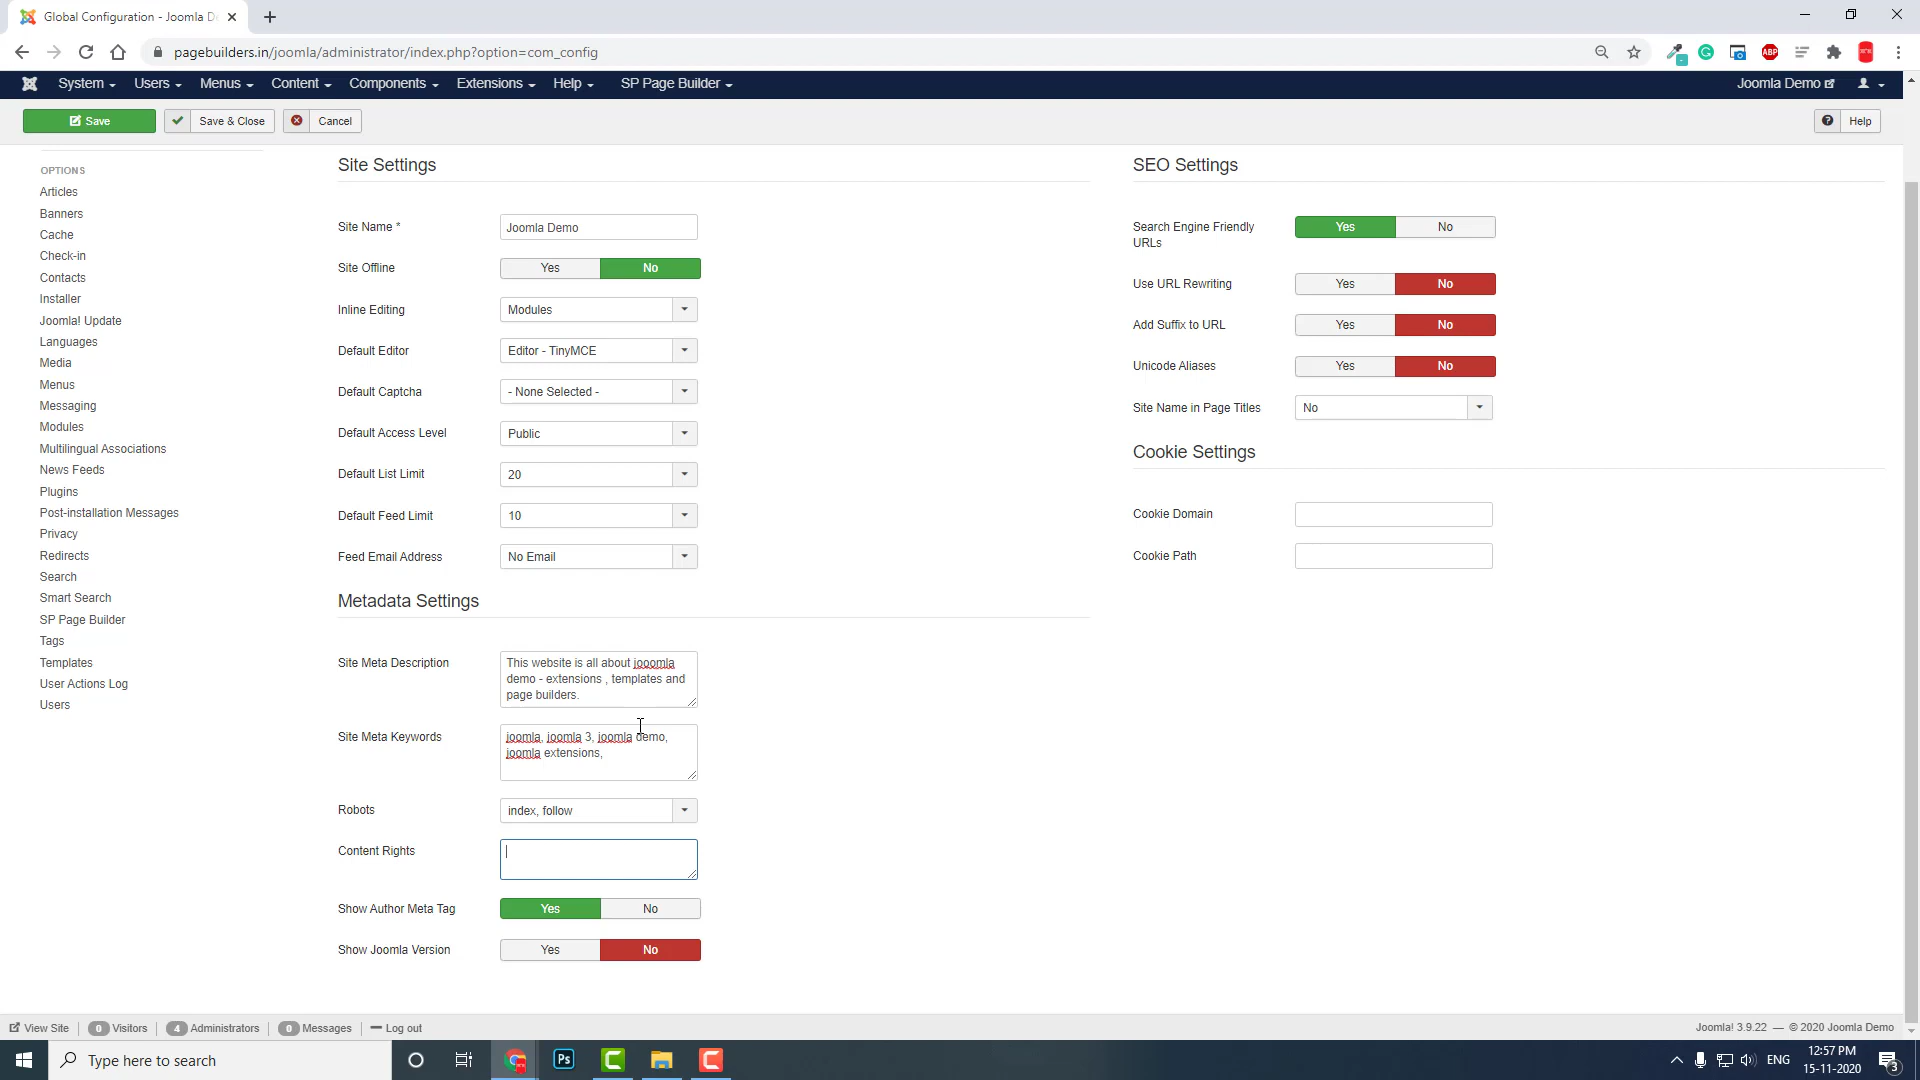 Global Configuration - Joomla D
pagebuilders.in/joomla/administrator/index.php?option=com_config
ABP
System Users Menus Content Components Extensions Help SP Page Builder Joomla Demo
Save Save & Close Cancel Help
OPTIONS
Articles
Banners
Cache
Check-in
Contacts
Installer
Joomla! Update
Languages
Media
Menus
Messaging
Modules
Multilingual Associations
News Feeds
Plugins
Post-installation Messages
Privacy
Redirects
Search
Smart Search
SP Page Builder
Tags
Templates
User Actions Log
Users
Site Settings
Site Name * Joomla Demo
Site Offline Yes No
Inline Editing Modules
Default Editor Editor - TinyMCE
Default Captcha - None Selected -
Default Access Level Public
Default List Limit 20
Default Feed Limit 10
Feed Email Address No Email
Metadata Settings
Site Meta Description This website is all about jooomla
demo - extensions , templates and
page builders.
Site Meta Keywords joomla, joomla 3, joomla demo,
joomla extensions,
Robots index, follow
Content Rights
Show Author Meta Tag Yes No
Show Joomla Version Yes No
SEO Settings
Search Engine Friendly
URLs Yes No
Use URL Rewriting Yes No
Add Suffix to URL Yes No
Unicode Aliases Yes No
Site Name in Page Titles No
Cookie Settings
Cookie Domain
Cookie Path
View Site 0 Visitors 4 Administrators 0 Messages Log out Joomla! 3.9.22 — © 2020 Joomla Demo
Type here to search
Ps
ENG
12:57 PM
15-11-2020
3